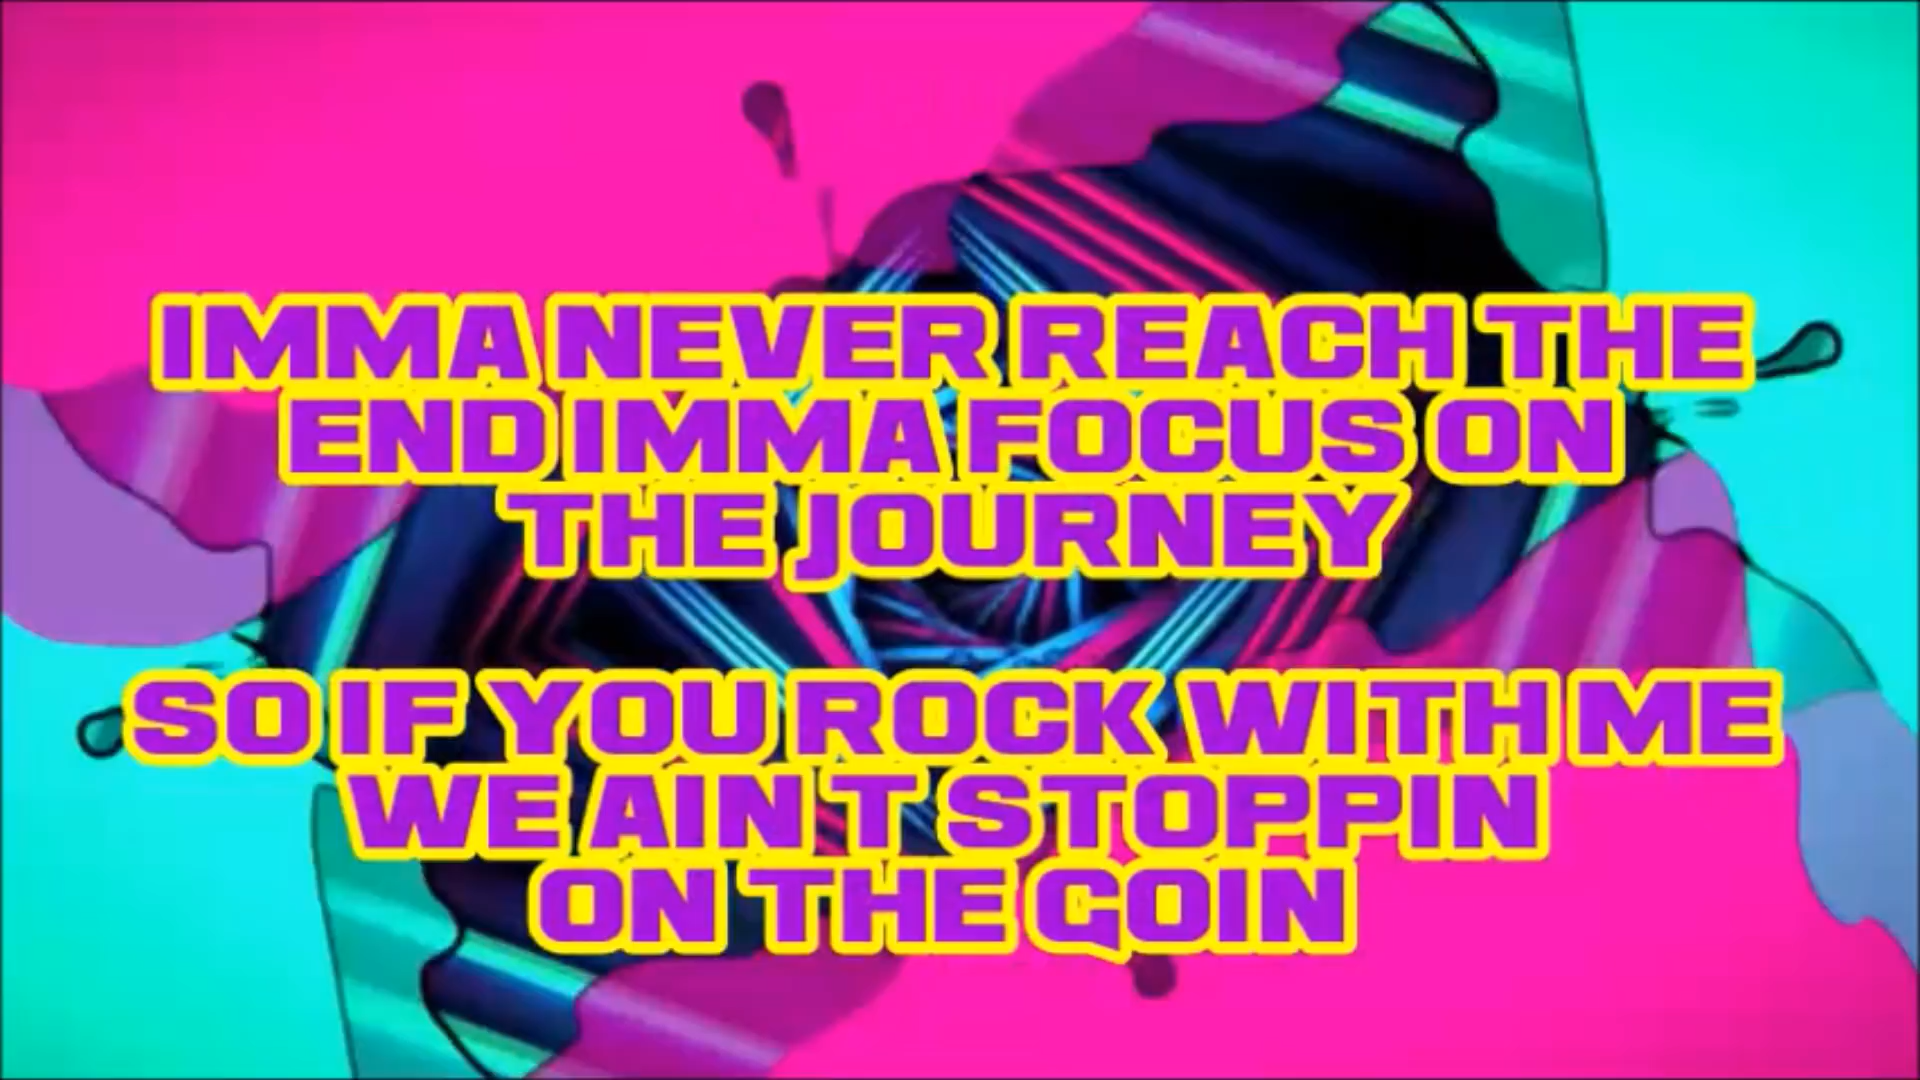 IMMA NEVER REACH THE
END IMMA FOCUS ON
THE JOURNEY
SO IF YOU ROCK WITH ME
WE AIN T STOPPIN
ON THE GOIN